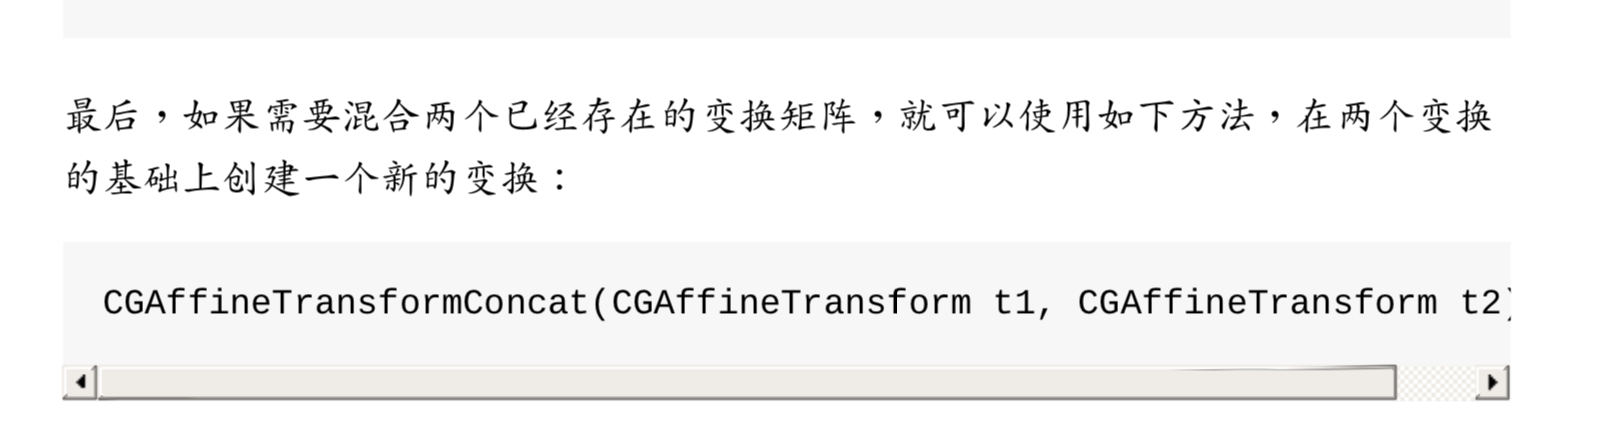 最后，如果需要混合两个已经存在的变换矩阵，就可以使用如下方法，在两个变换
的基础上创建一个新的变换：
CGAffineTransformConcat(CGAffineTransform t1, CGAffineTransform t2)